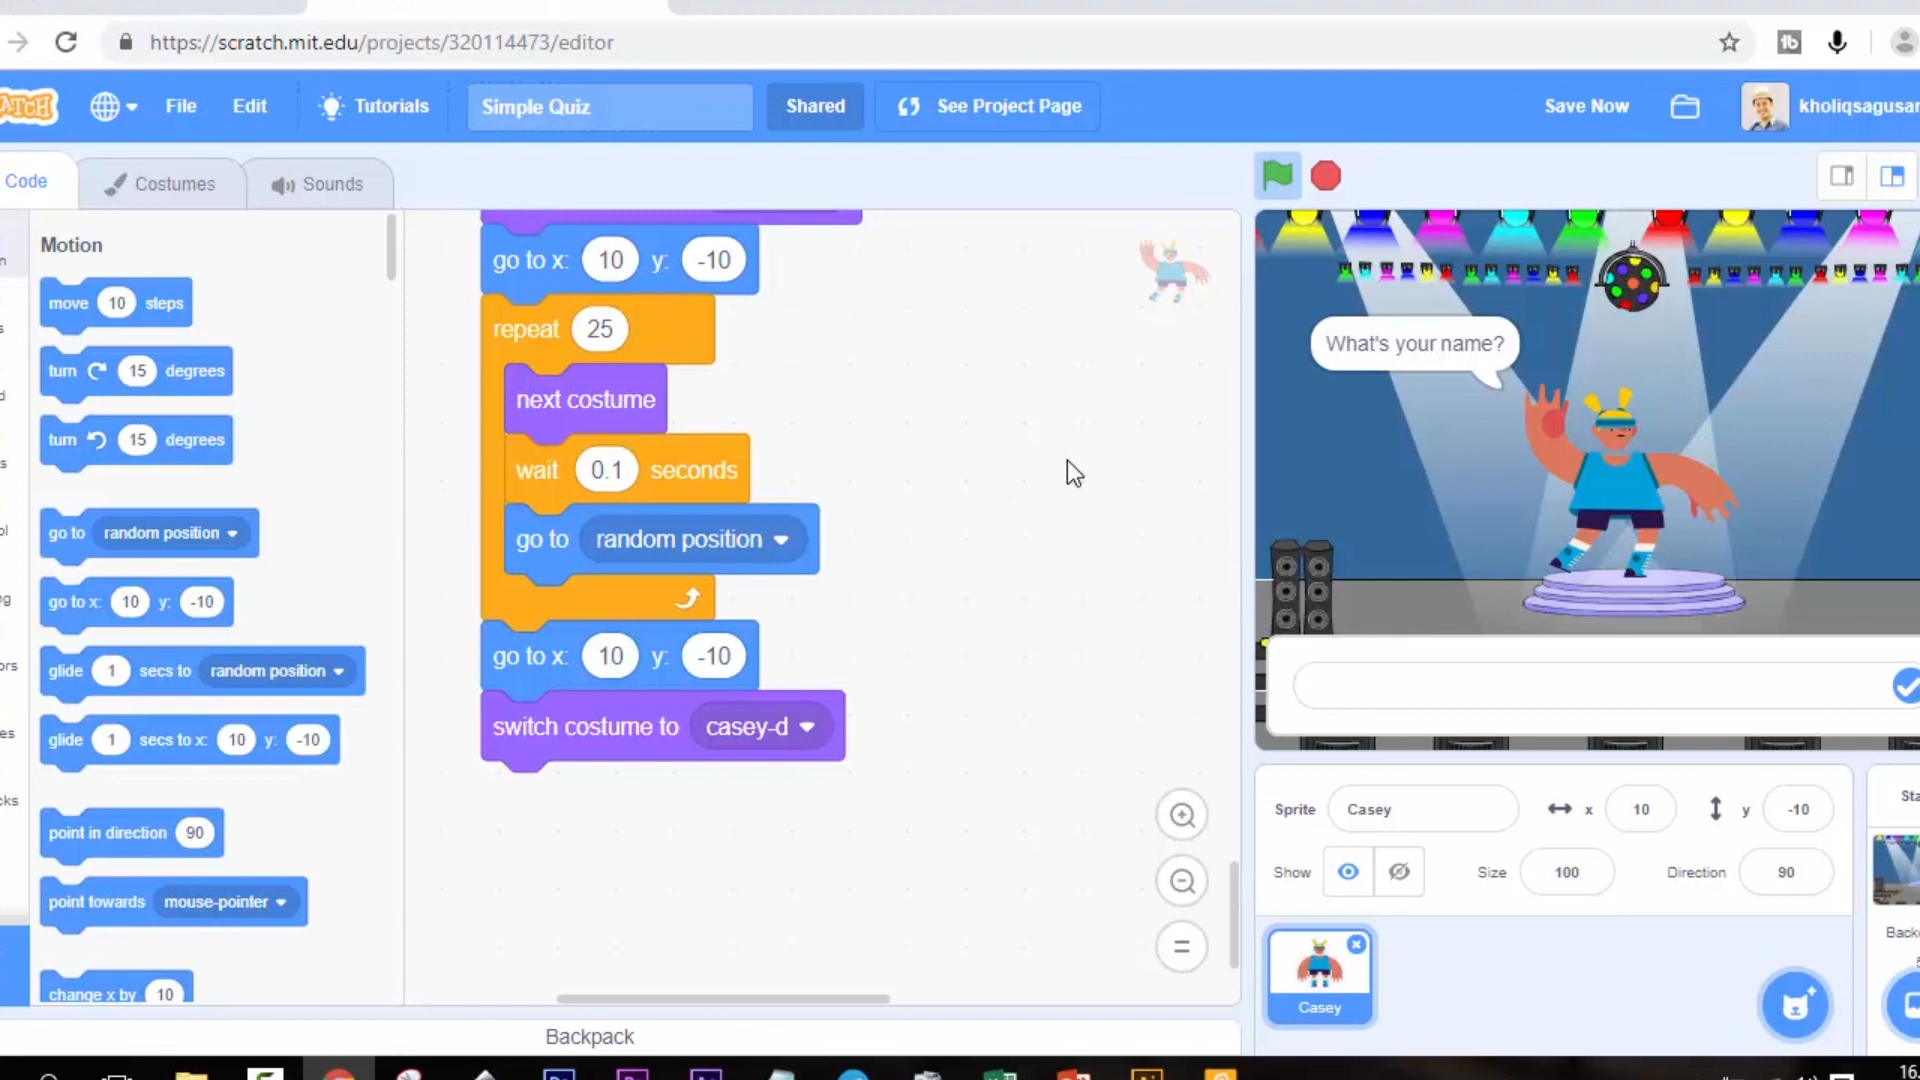 https://scratch.mit.edu/projects/320114473/editor
File
Edit
Tutorials
Simple Quiz
Shared
See Project Page
Save Now
Code
Costumes
Sounds
Motion
move 10 steps
turn 15 degrees
turn 15 degrees
go to random position
go to x: 10 y: -10
glide 1 secs to random position
glide 1 secs to x: 10 y: -10
point in direction 90
point towards mouse-pointer
change x by 10
go to x: 10 y: -10
repeat 25
next costume
wait 0.1 seconds
go to random position
go to x: 10 y: -10
switch costume to casey-d
Backpack
What's your name?
Sprite Casey x 10 y -10
Show Size 100 Direction 90
Casey